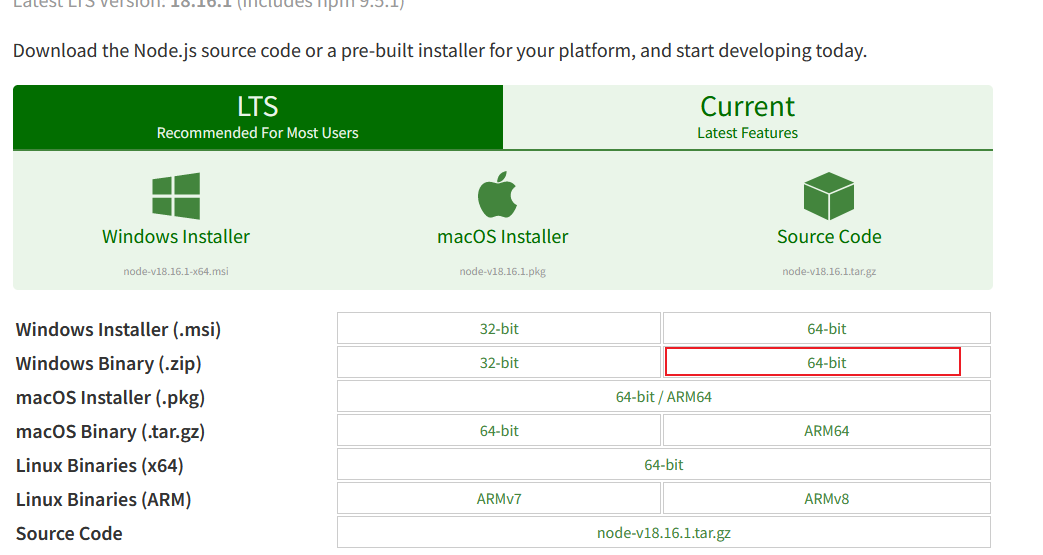 Latest LTS Version: 18.16.1 (includes npm 9.5.1)
Download the Node.js source code or a pre-built installer for your platform, and start developing today.
LTS
Recommended For Most Users
Current
Latest Features
Windows Installer
node-v18.16.1-x64.msi
macOS Installer
node-v18.16.1.pkg
Source Code
node-v18.16.1.tar.gz
Windows Installer (.msi) 32-bit 64-bit
Windows Binary (.zip) 32-bit 64-bit
macOS Installer (.pkg) 64-bit / ARM64
macOS Binary (.tar.gz) 64-bit ARM64
Linux Binaries (x64) 64-bit
Linux Binaries (ARM) ARMv7 ARMv8
Source Code node-v18.16.1.tar.gz